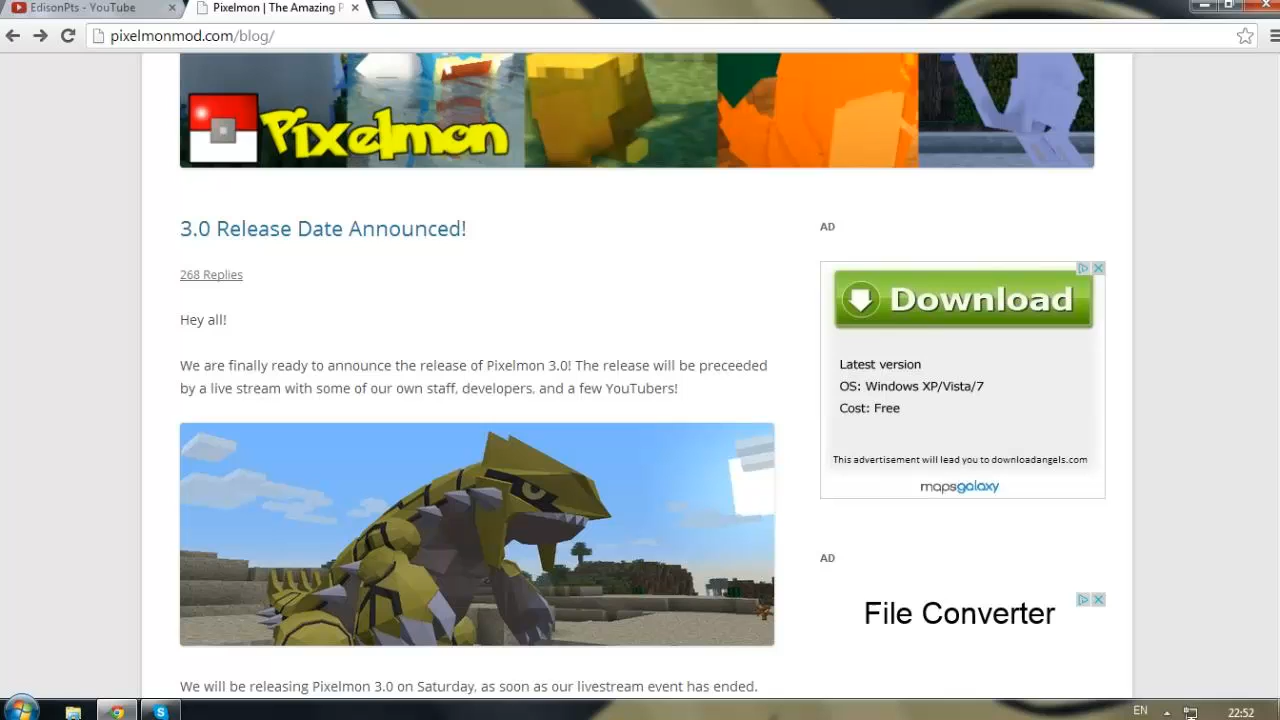 EdisonPts - YouTube
Pixelmon | The Amazing P
pixelmonmod.com/blog/
Pixelmon
3.0 Release Date Announced!
268 Replies
Hey all!
We are finally ready to announce the release of Pixelmon 3.0! The release will be preceeded
by a live stream with some of our own staff, developers, and a few YouTubers!
We will be releasing Pixelmon 3.0 on Saturday, as soon as our livestream event has ended.
AD
Download
Latest version
OS: Windows XP/Vista/7
Cost: Free
This advertisement will lead you to downloadangels.com
mapsgalaxy
AD
File Converter
EN
22:52